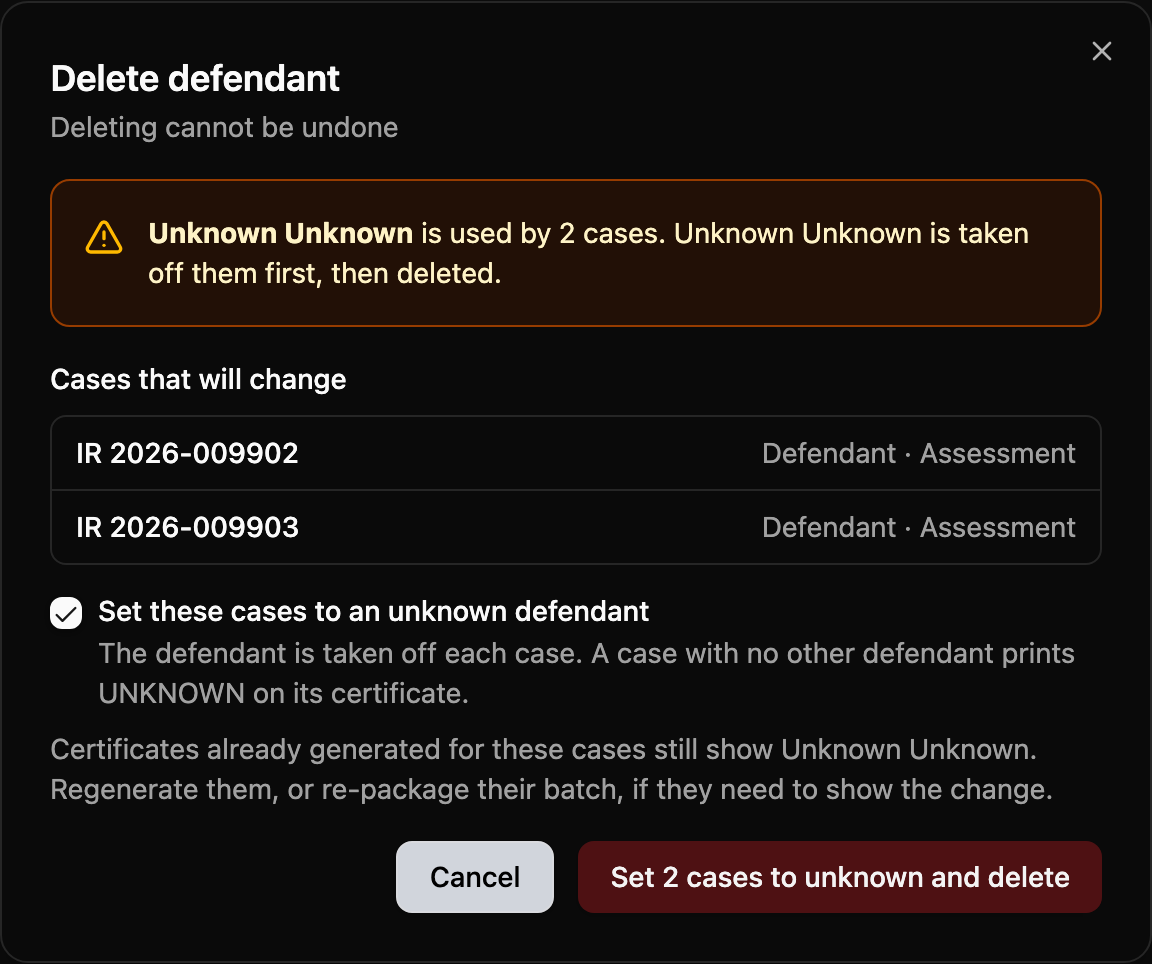 Delete defendant
Deleting cannot be undone
Unknown Unknown is used by 2 cases. Unknown Unknown is taken
off them first, then deleted.
Cases that will change
IR 2026-009902 Defendant · Assessment
IR 2026-009903 Defendant · Assessment
Set these cases to an unknown defendant
The defendant is taken off each case. A case with no other defendant prints
UNKNOWN on its certificate.
Certificates already generated for these cases still show Unknown Unknown.
Regenerate them, or re-package their batch, if they need to show the change.
Cancel Set 2 cases to unknown and delete